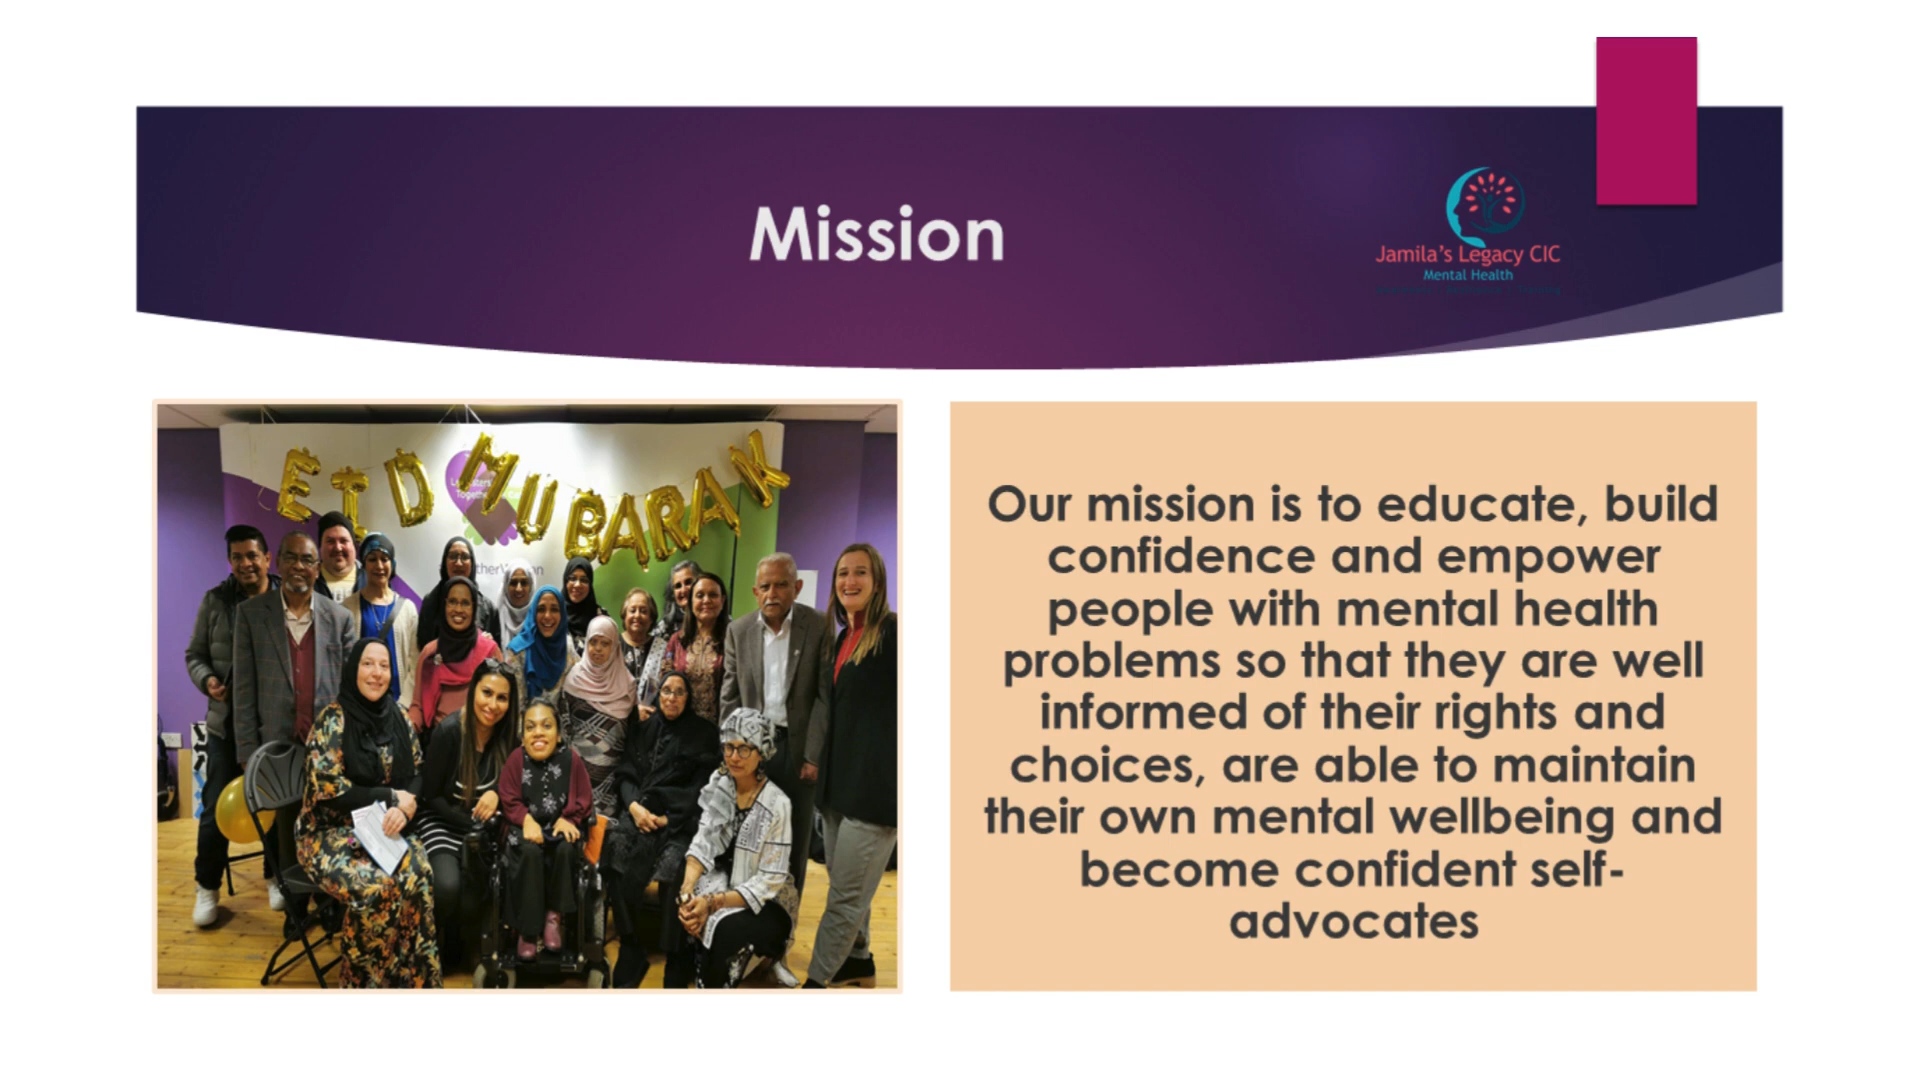 Mission
Jamila's Legacy CIC
Mental Health
EID MUBARAK
Our mission is to educate, build
confidence and empower
people with mental health
problems so that they are well
informed of their rights and
choices, are able to maintain
their own mental wellbeing and
become confident self-
advocates